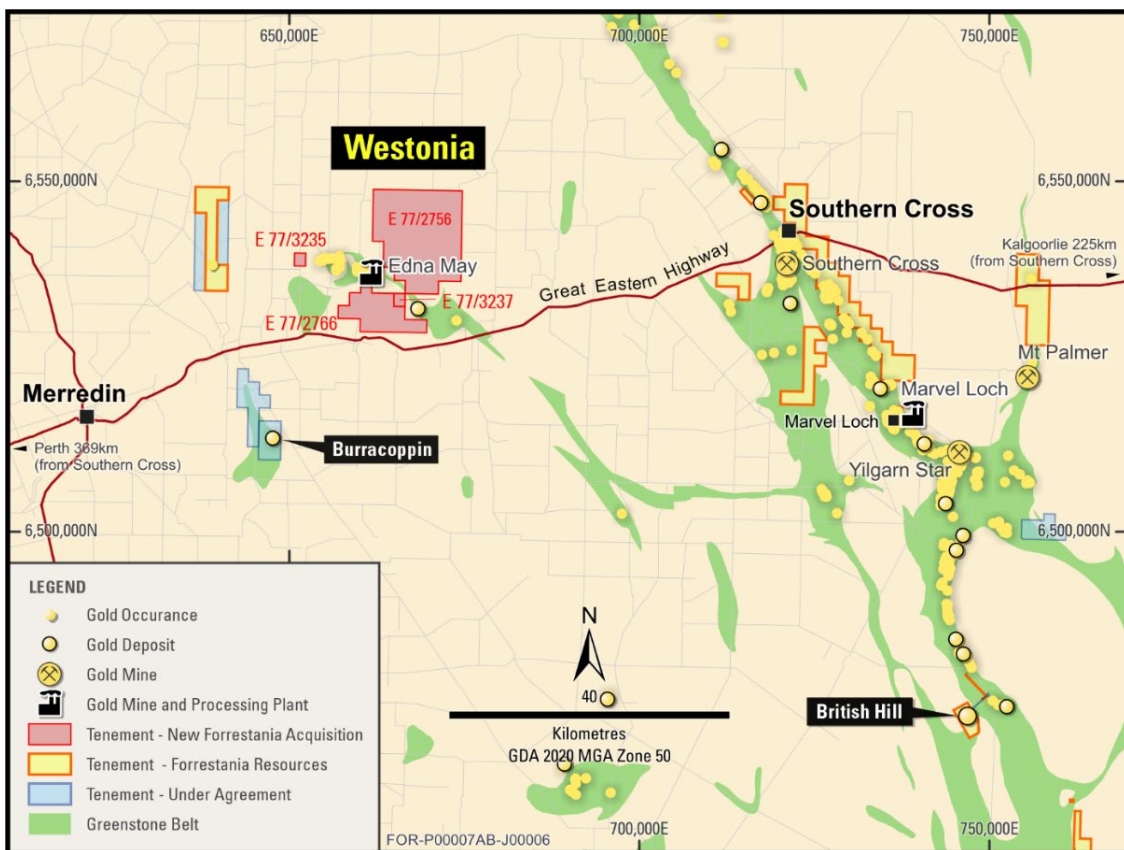 650,000E
700,000E
750,000E
Westonia
6,550,000N
6,550,000N
E 77/2756
Southern Cross
E 77/3235
Kalgoorlie 225km
(from Southern Cross)
Edna May
Southern Cross
Great Eastern Highway
E 77/3237
E 77/2766
Mt Palmer
Merredin
Marvel Loch
Marvel Loch
Perth 369km
(from Southern Cross)
Burracoppin
Yilgarn Star
6,500,000N
6,500,000N
LEGEND
Gold Occurance
Gold Deposit
Gold Mine
Gold Mine and Processing Plant
Tenement - New Forrestania Acquisition
Tenement - Forrestania Resources
Tenement - Under Agreement
Greenstone Belt
N
40
Kilometres
GDA 2020 MGA Zone 50
British Hill
FOR-P00007AB-J00006
700,000E
750,000E